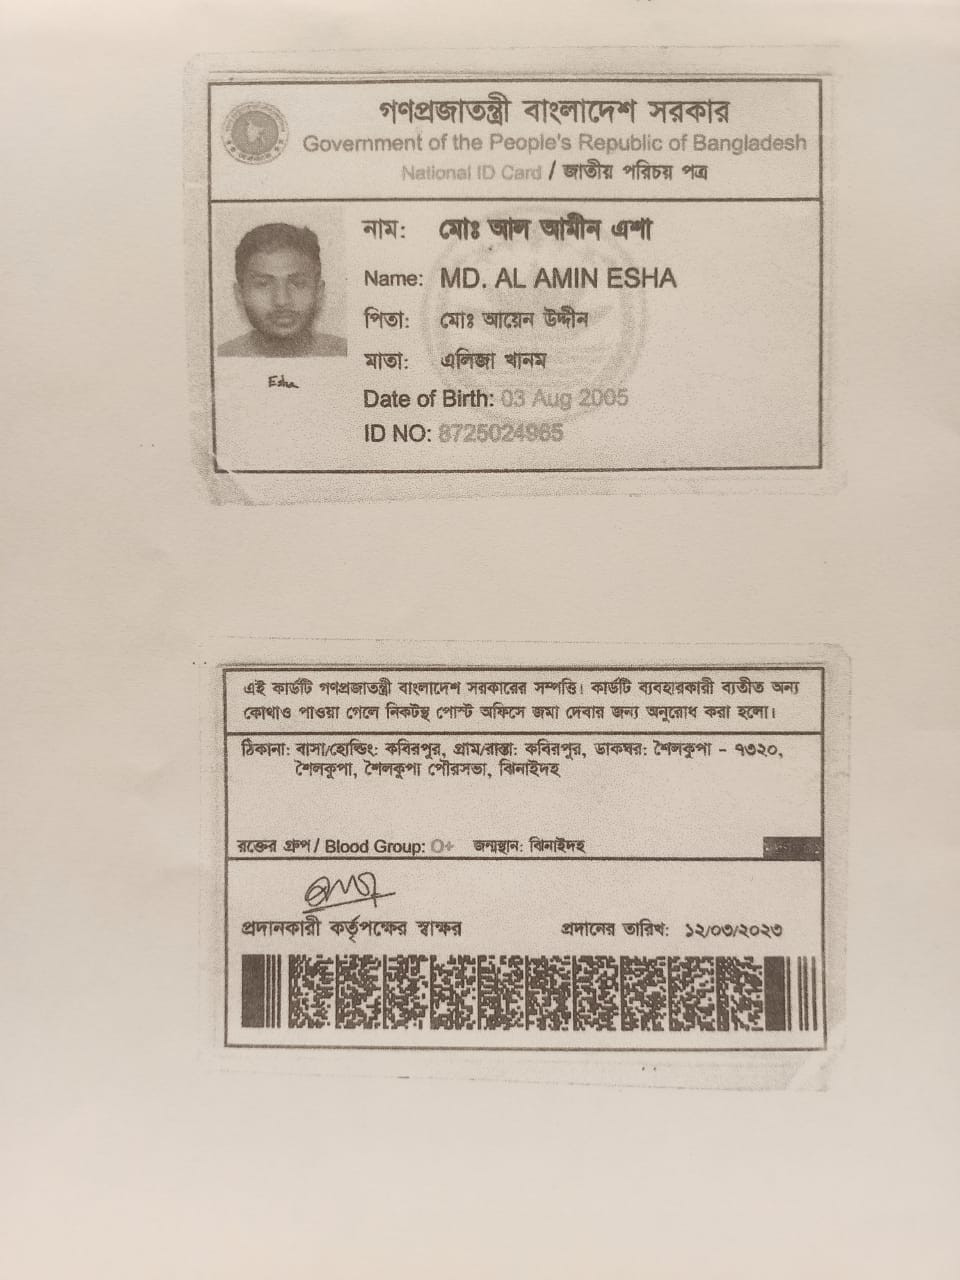 গণপ্রজাতন্ত্রী বাংলাদেশ সরকার
Government of the People's Republic of Bangladesh
National ID Card / জাতীয় পরিচয় পত্র
নাম: মোঃ আল আমীন এশা
Name: MD. AL AMIN ESHA
পিতা: মোঃ আয়েন উদ্দীন
মাতা: এলিজা খানম
Esha
Date of Birth: 03 Aug 2005
ID NO: 8725024965
এই কার্ডটি গণপ্রজাতন্ত্রী বাংলাদেশ সরকারের সম্পত্তি। কার্ডটি ব্যবহারকারী ব্যতীত অন্য
কোথাও পাওয়া গেলে নিকটস্থ পোস্ট অফিসে জমা দেবার জন্য অনুরোধ করা হলো।
ঠিকানা: বাসা/হোল্ডিং: কবিরপুর, গ্রাম/রাস্তা: কবিরপুর, ডাকঘর: শৈলকুপা - ৭৩২০,
শৈলকুপা, শৈলকুপা পৌরসভা, ঝিনাইদহ
রক্তের গ্রুপ / Blood Group: O+ জন্মস্থান: ঝিনাইদহ
প্রদানকারী কর্তৃপক্ষের স্বাক্ষর প্রদানের তারিখ: ১২/০৩/২০২৩